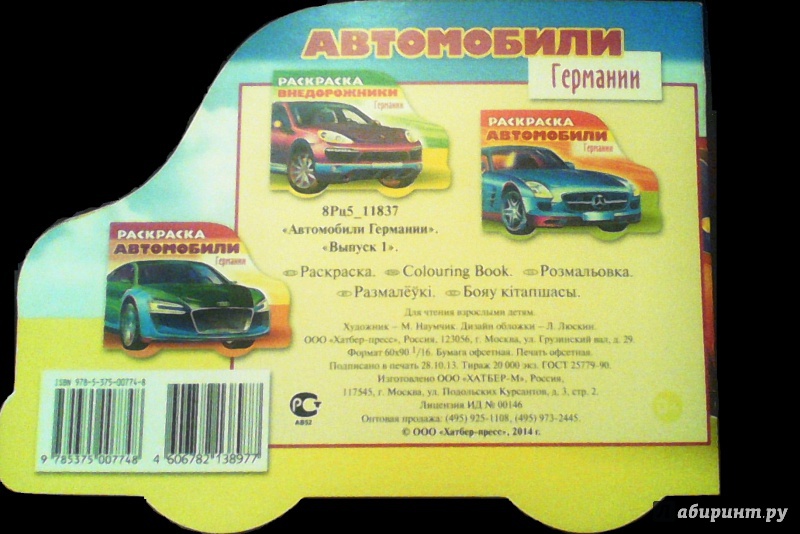 АВТОМОБИЛИ
Германии
РАСКРАСКА
ВНЕДОРОЖНИКИ
Германии
РАСКРАСКА
АВТОМОБИЛИ
Германии
РАСКРАСКА
АВТОМОБИЛИ
Германии
8Рц5_11837
«Автомобили Германии».
«Выпуск 1».
Раскраска. Colouring Book. Розмальовка.
Размалёўкі. Бояу кiтапшасы.
Для чтения взрослыми детям.
Художник – М. Наумчик. Дизайн обложки – Л. Люскин.
ООО «Хатбер-пресс», Россия, 123056, г. Москва, ул. Грузинский вал, д. 29.
Формат 60х90 1/16. Бумага офсетная. Печать офсетная.
Подписано в печать 28.10.13. Тираж 20 000 экз. ГОСТ 25779-90.
Изготовлено ООО «ХАТБЕР-М», Россия,
117545, г. Москва, ул. Подольских Курсантов, д. 3, стр. 2.
Лицензия ИД № 00146
Оптовая продажа: (495) 925-1108, (495) 973-2445.
© ООО «Хатбер-пресс», 2014 г.
ISBN 978-5-375-00774-8
9 785375 007748
4 606782 138977
РС
АВ52
Лабиринт.ру